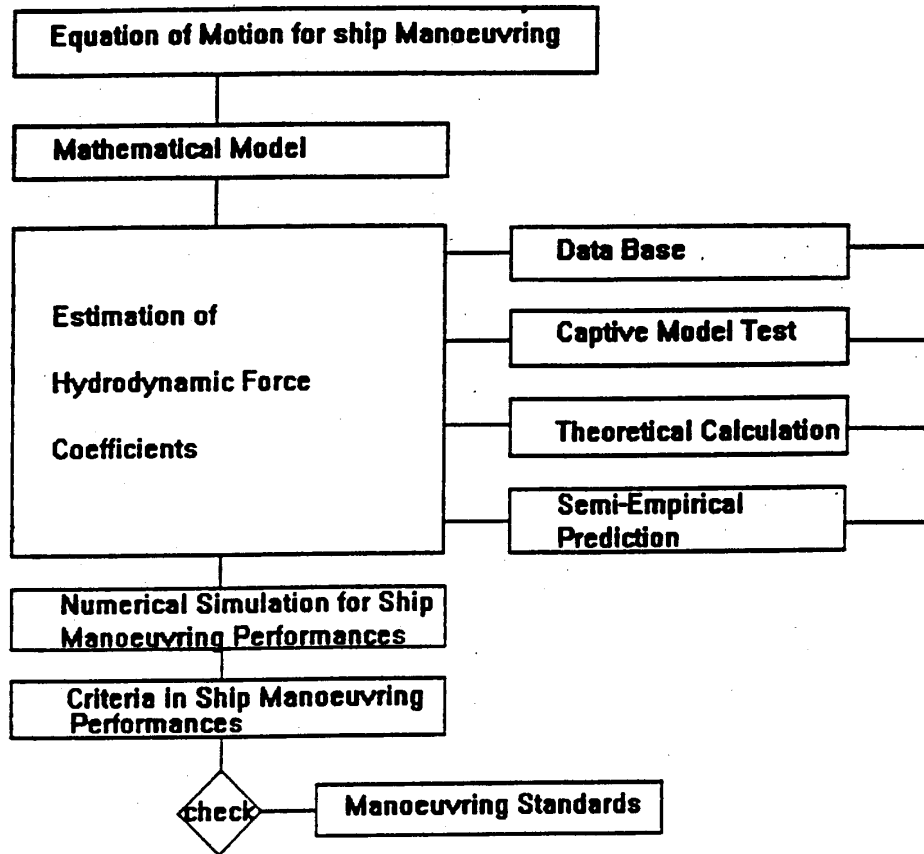 Equation of Motion for ship Manoeuvring
Mathematical Model
Estimation of
Hydrodynamic Force
Coefficients
Data Base
Captive Model Test
Theoretical Calculation
Semi-Empirical
Prediction
Numerical Simulation for Ship
Manoeuvring Performances
Criteria in Ship Manoeuvring
Performances
check
Manoeuvring Standards